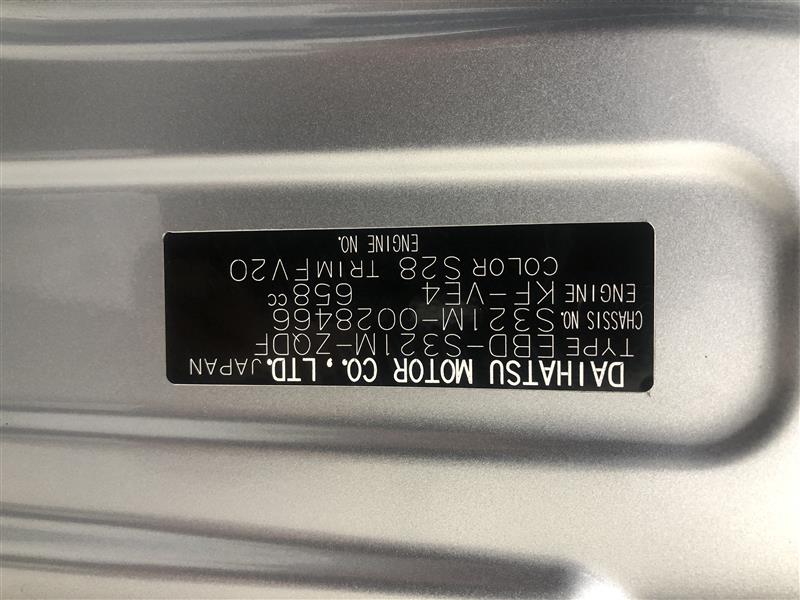 DAIHATSU MOTOR CO., LTD. JAPAN
TYPE EBD-S321M-ZQDF
CHASSIS NO. S321M-0028466
ENGINE KF-VE4 658cc
COLOR S28 TRIM FV20
ENGINE NO.